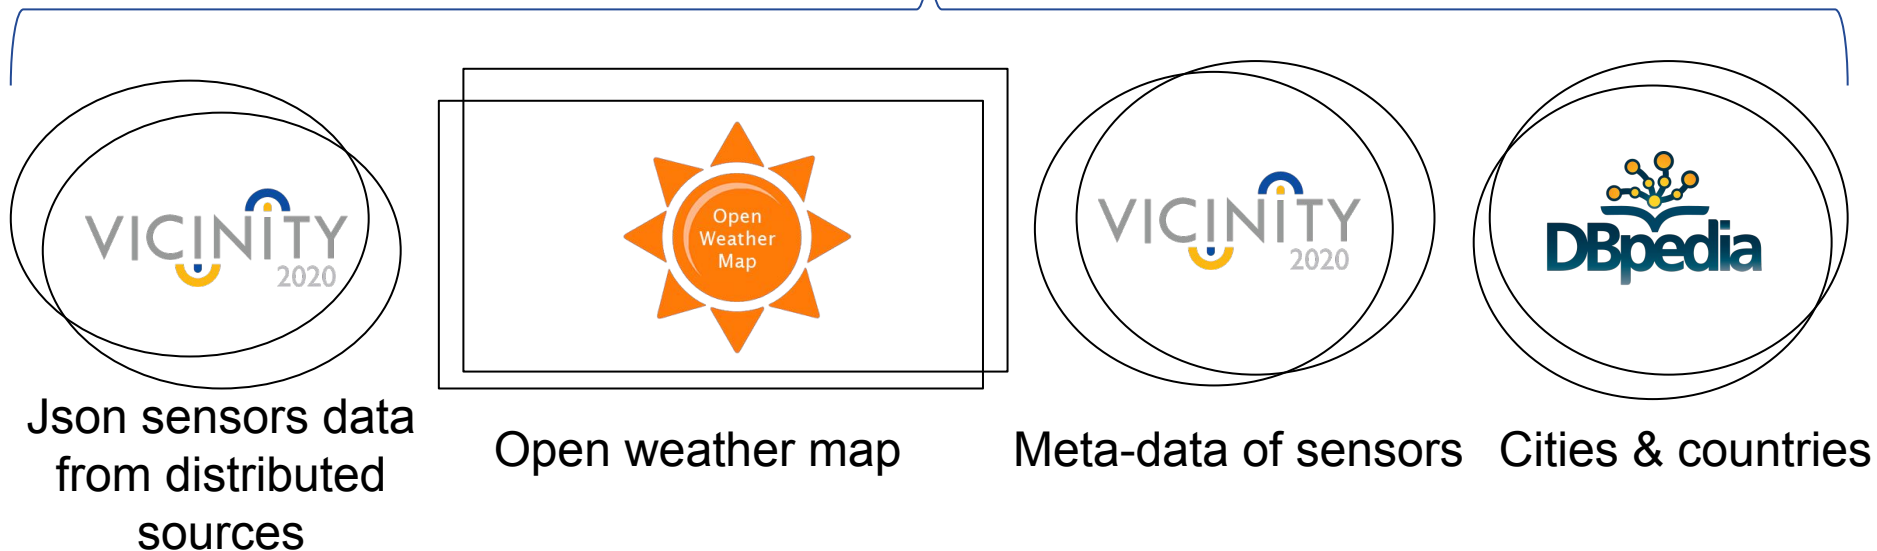 VICINITY
2020
Open
Weather
Map
VICINITY
2020
DBpedia
Json sensors data
from distributed
sources
Open weather map
Meta-data of sensors
Cities & countries